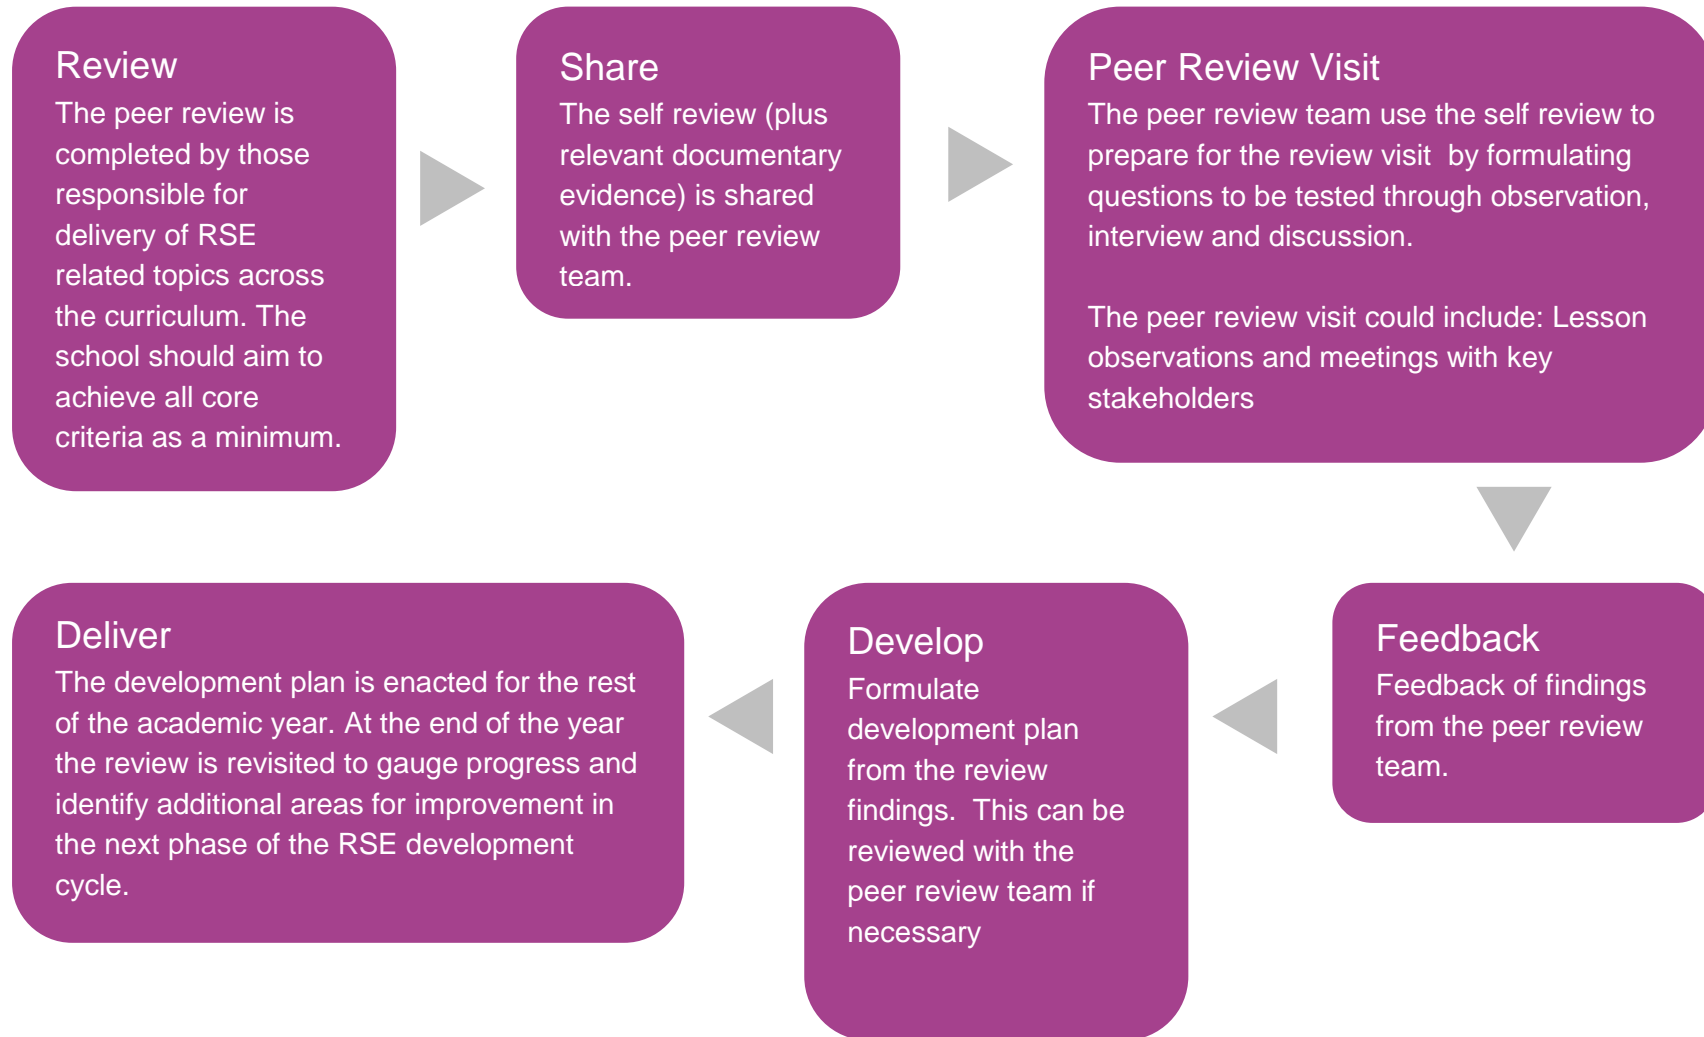 Review
The peer review is
completed by those
responsible for
delivery of RSE
related topics across
the curriculum. The
school should aim to
achieve all core
criteria as a minimum.
Share
The self review (plus
relevant documentary
evidence) is shared
with the peer review
team.
Peer Review Visit
The peer review team use the self review to
prepare for the review visit  by formulating
questions to be tested through observation,
interview and discussion.
The peer review visit could include: Lesson
observations and meetings with key
stakeholders
Feedback
Feedback of findings
from the peer review
team.
Develop
Formulate
development plan
from the review
findings.  This can be
reviewed with the
peer review team if
necessary
Deliver
The development plan is enacted for the rest
of the academic year. At the end of the year
the review is revisited to gauge progress and
identify additional areas for improvement in
the next phase of the RSE development
cycle.